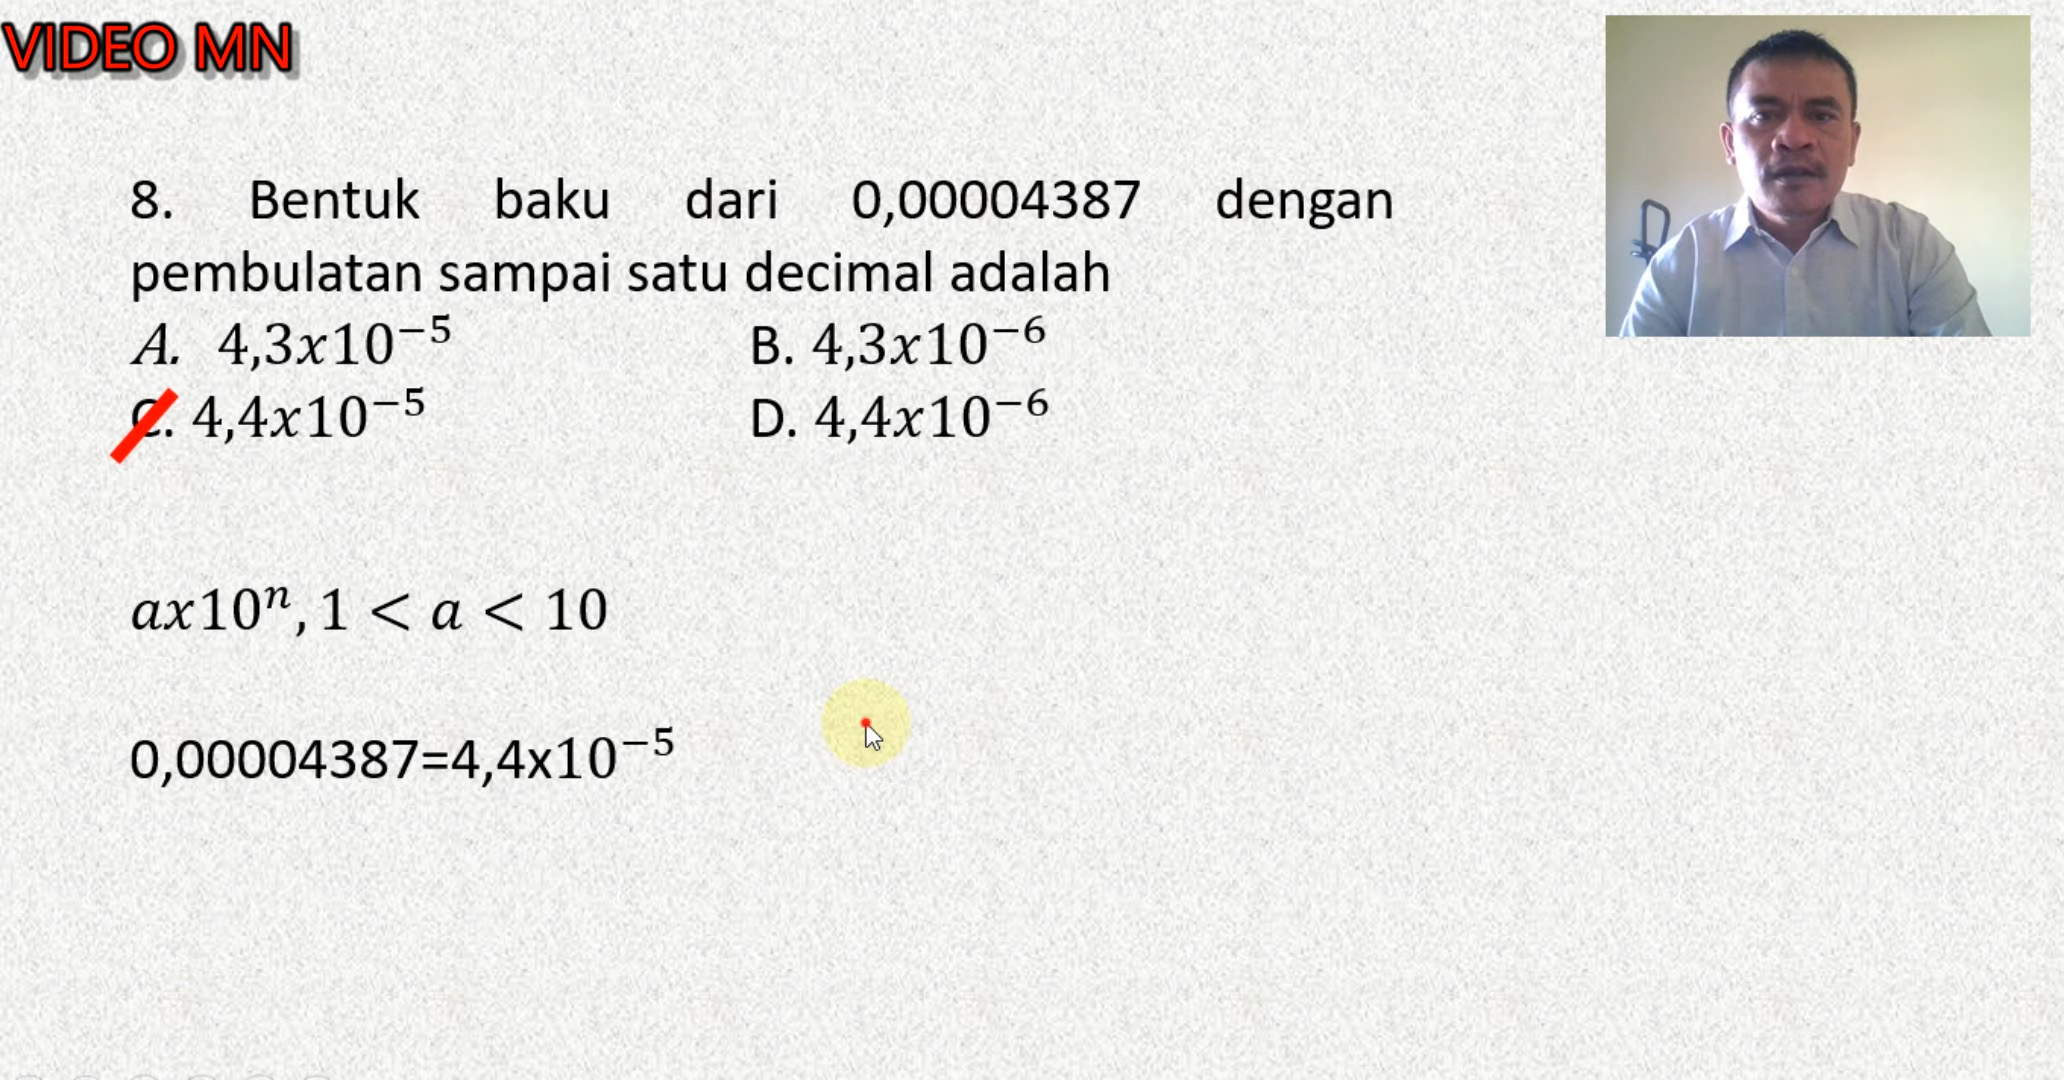 VIDEO MN
8. Bentuk baku dari 0,00004387 dengan
pembulatan sampai satu decimal adalah
A. 4,3x10⁻⁵ B. 4,3x10⁻⁶
C. 4,4x10⁻⁵ D. 4,4x10⁻⁶
ax10ⁿ, 1 < a < 10
0,00004387=4,4x10⁻⁵